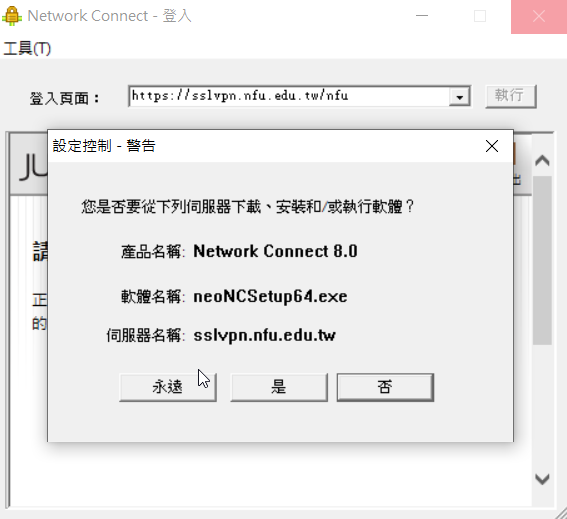 Network Connect - 登入
工具(T)
登入頁面： https://sslvpn.nfu.edu.tw/nfu 執行
設定控制 - 警告
您是否要從下列伺服器下載、安裝和/或執行軟體？
產品名稱: Network Connect 8.0
軟體名稱: neoNCSetup64.exe
伺服器名稱: sslvpn.nfu.edu.tw
永遠 是 否
JU
出
請
正
的